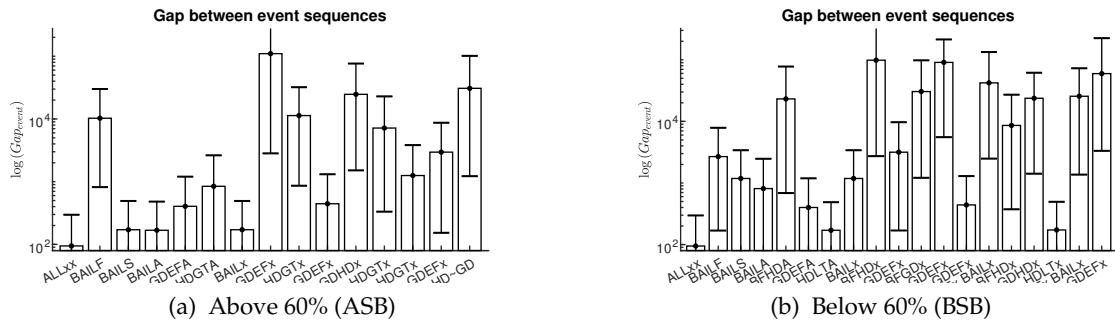 Gap between event sequences
log (Gap_event)
10^4
10^2
ALLxx BAILF BAILS BAILA GDEFA HDGTA BAILx GDEFx HDGTx GDEFx GDHDx HDGTx HDGTx GDEFx HD~GD
(a) Above 60% (ASB)
Gap between event sequences
log (Gap_event)
10^4
10^2
ALLxx BAILF BAILS BAILA BFHDA GDEFA HDLTA BAILx BFHDx GDEFx BFGDx GDEFx GDEFx BAILx BFHDx GDHDx HDLTx BAILx GDEFx
(b) Below 60% (BSB)